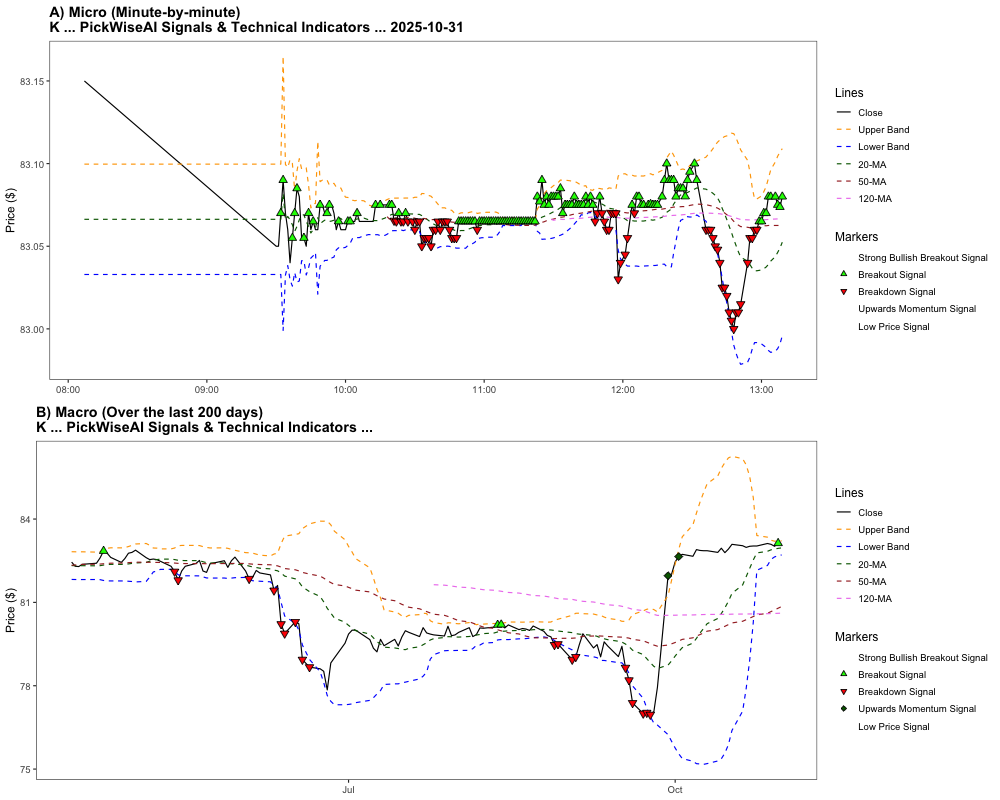 A) Micro (Minute-by-minute)
K ... PickWiseAI Signals & Technical Indicators ... 2025-10-31
Price ($)
83.15
83.10
83.05
83.00
08:00
09:00
10:00
11:00
12:00
13:00
Lines
Close
Upper Band
Lower Band
20-MA
50-MA
120-MA
Markers
Strong Bullish Breakout Signal
Breakout Signal
Breakdown Signal
Upwards Momentum Signal
Low Price Signal
B) Macro (Over the last 200 days)
K ... PickWiseAI Signals & Technical Indicators ...
Price ($)
84
81
78
75
Jul
Oct
Lines
Close
Upper Band
Lower Band
20-MA
50-MA
120-MA
Markers
Strong Bullish Breakout Signal
Breakout Signal
Breakdown Signal
Upwards Momentum Signal
Low Price Signal